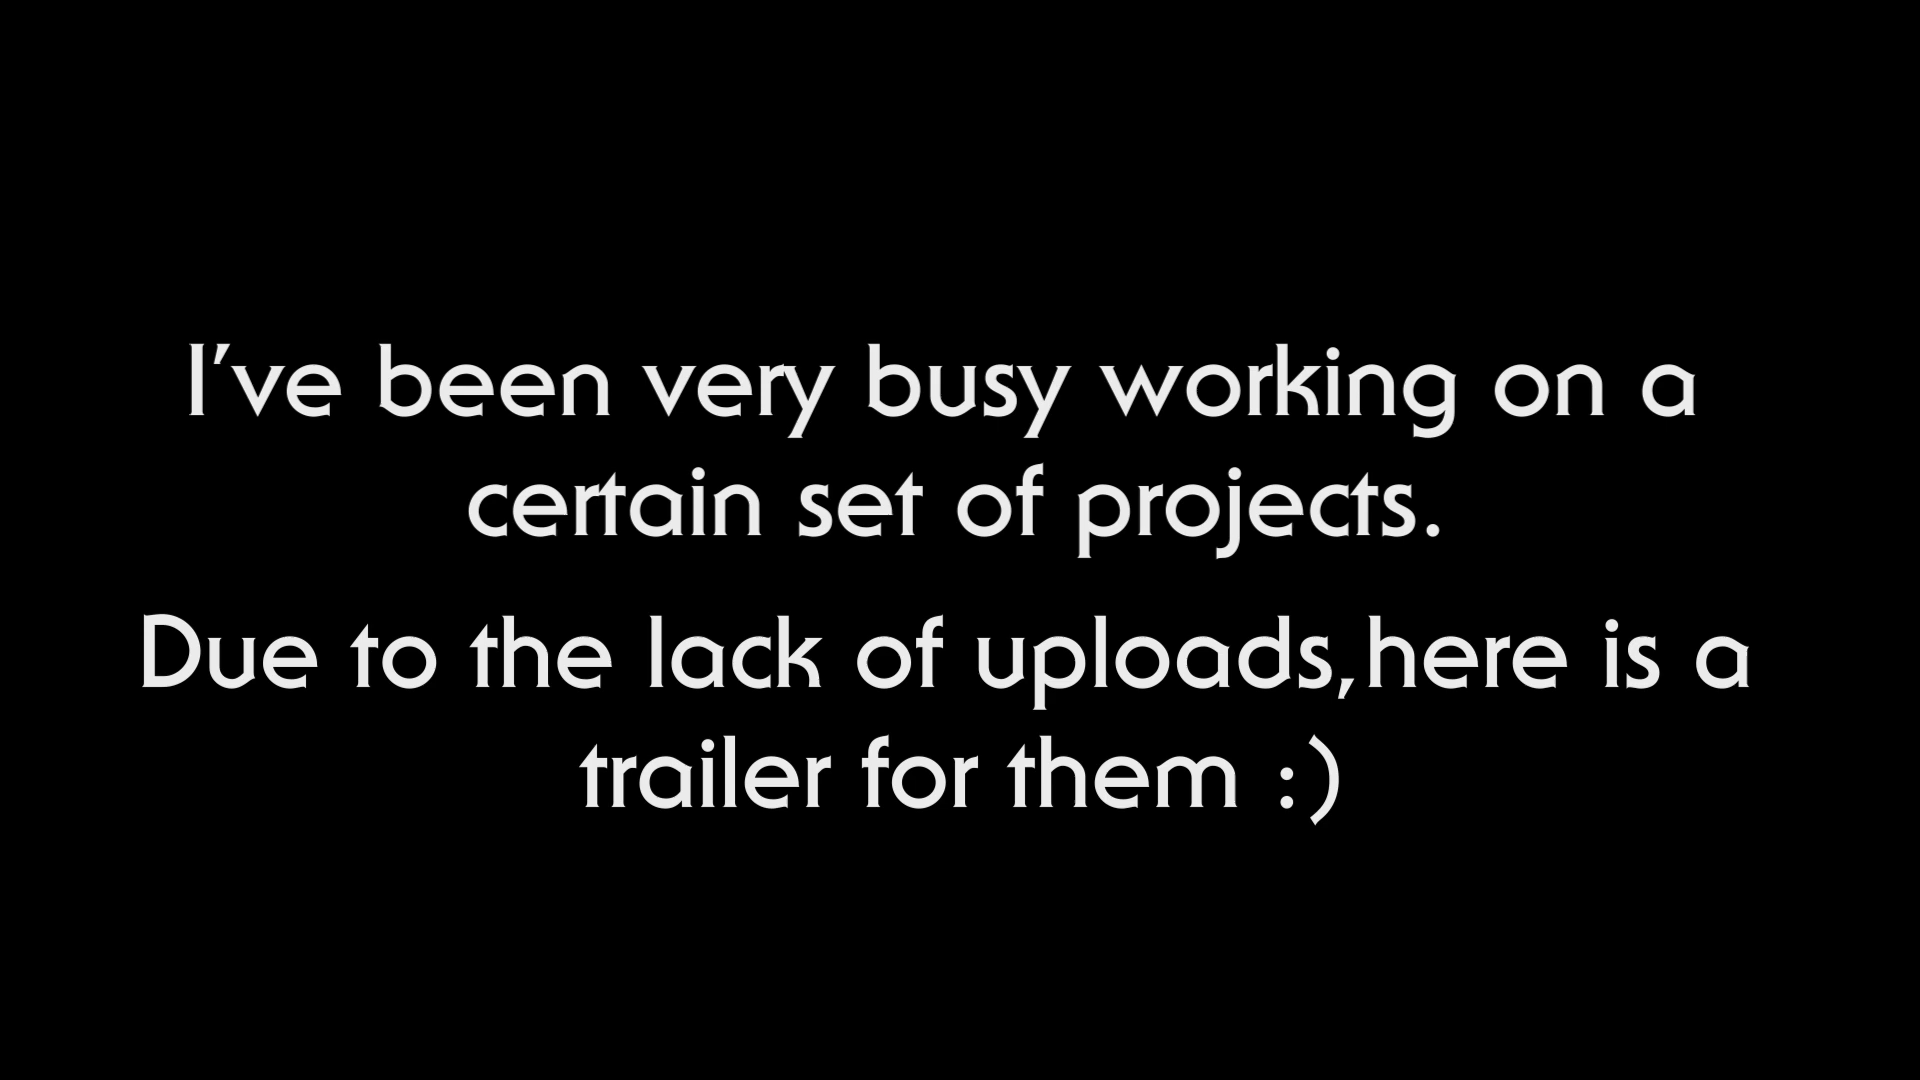 I've been very busy working on a
certain set of projects.
Due to the lack of uploads,here is a
trailer for them :)